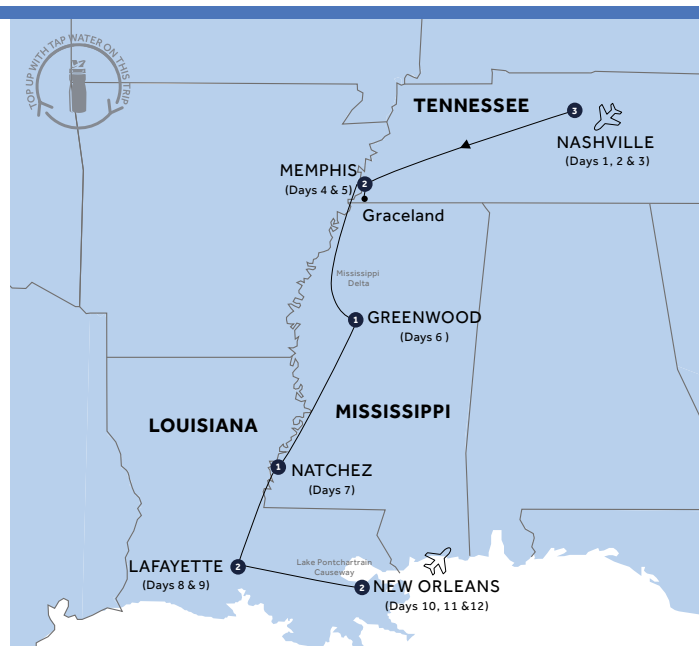 TOP UP WITH TAP WATER ON THIS TRIP
TENNESSEE
3
NASHVILLE
(Days 1, 2 & 3)
MEMPHIS
(Days 4 & 5)
2
Graceland
Mississippi
Delta
1
GREENWOOD
(Days 6 )
LOUISIANA
MISSISSIPPI
1
NATCHEZ
(Days 7)
LAFAYETTE
(Days 8 & 9)
2
Lake Pontchartrain
Causeway
2
NEW ORLEANS
(Days 10, 11 &12)